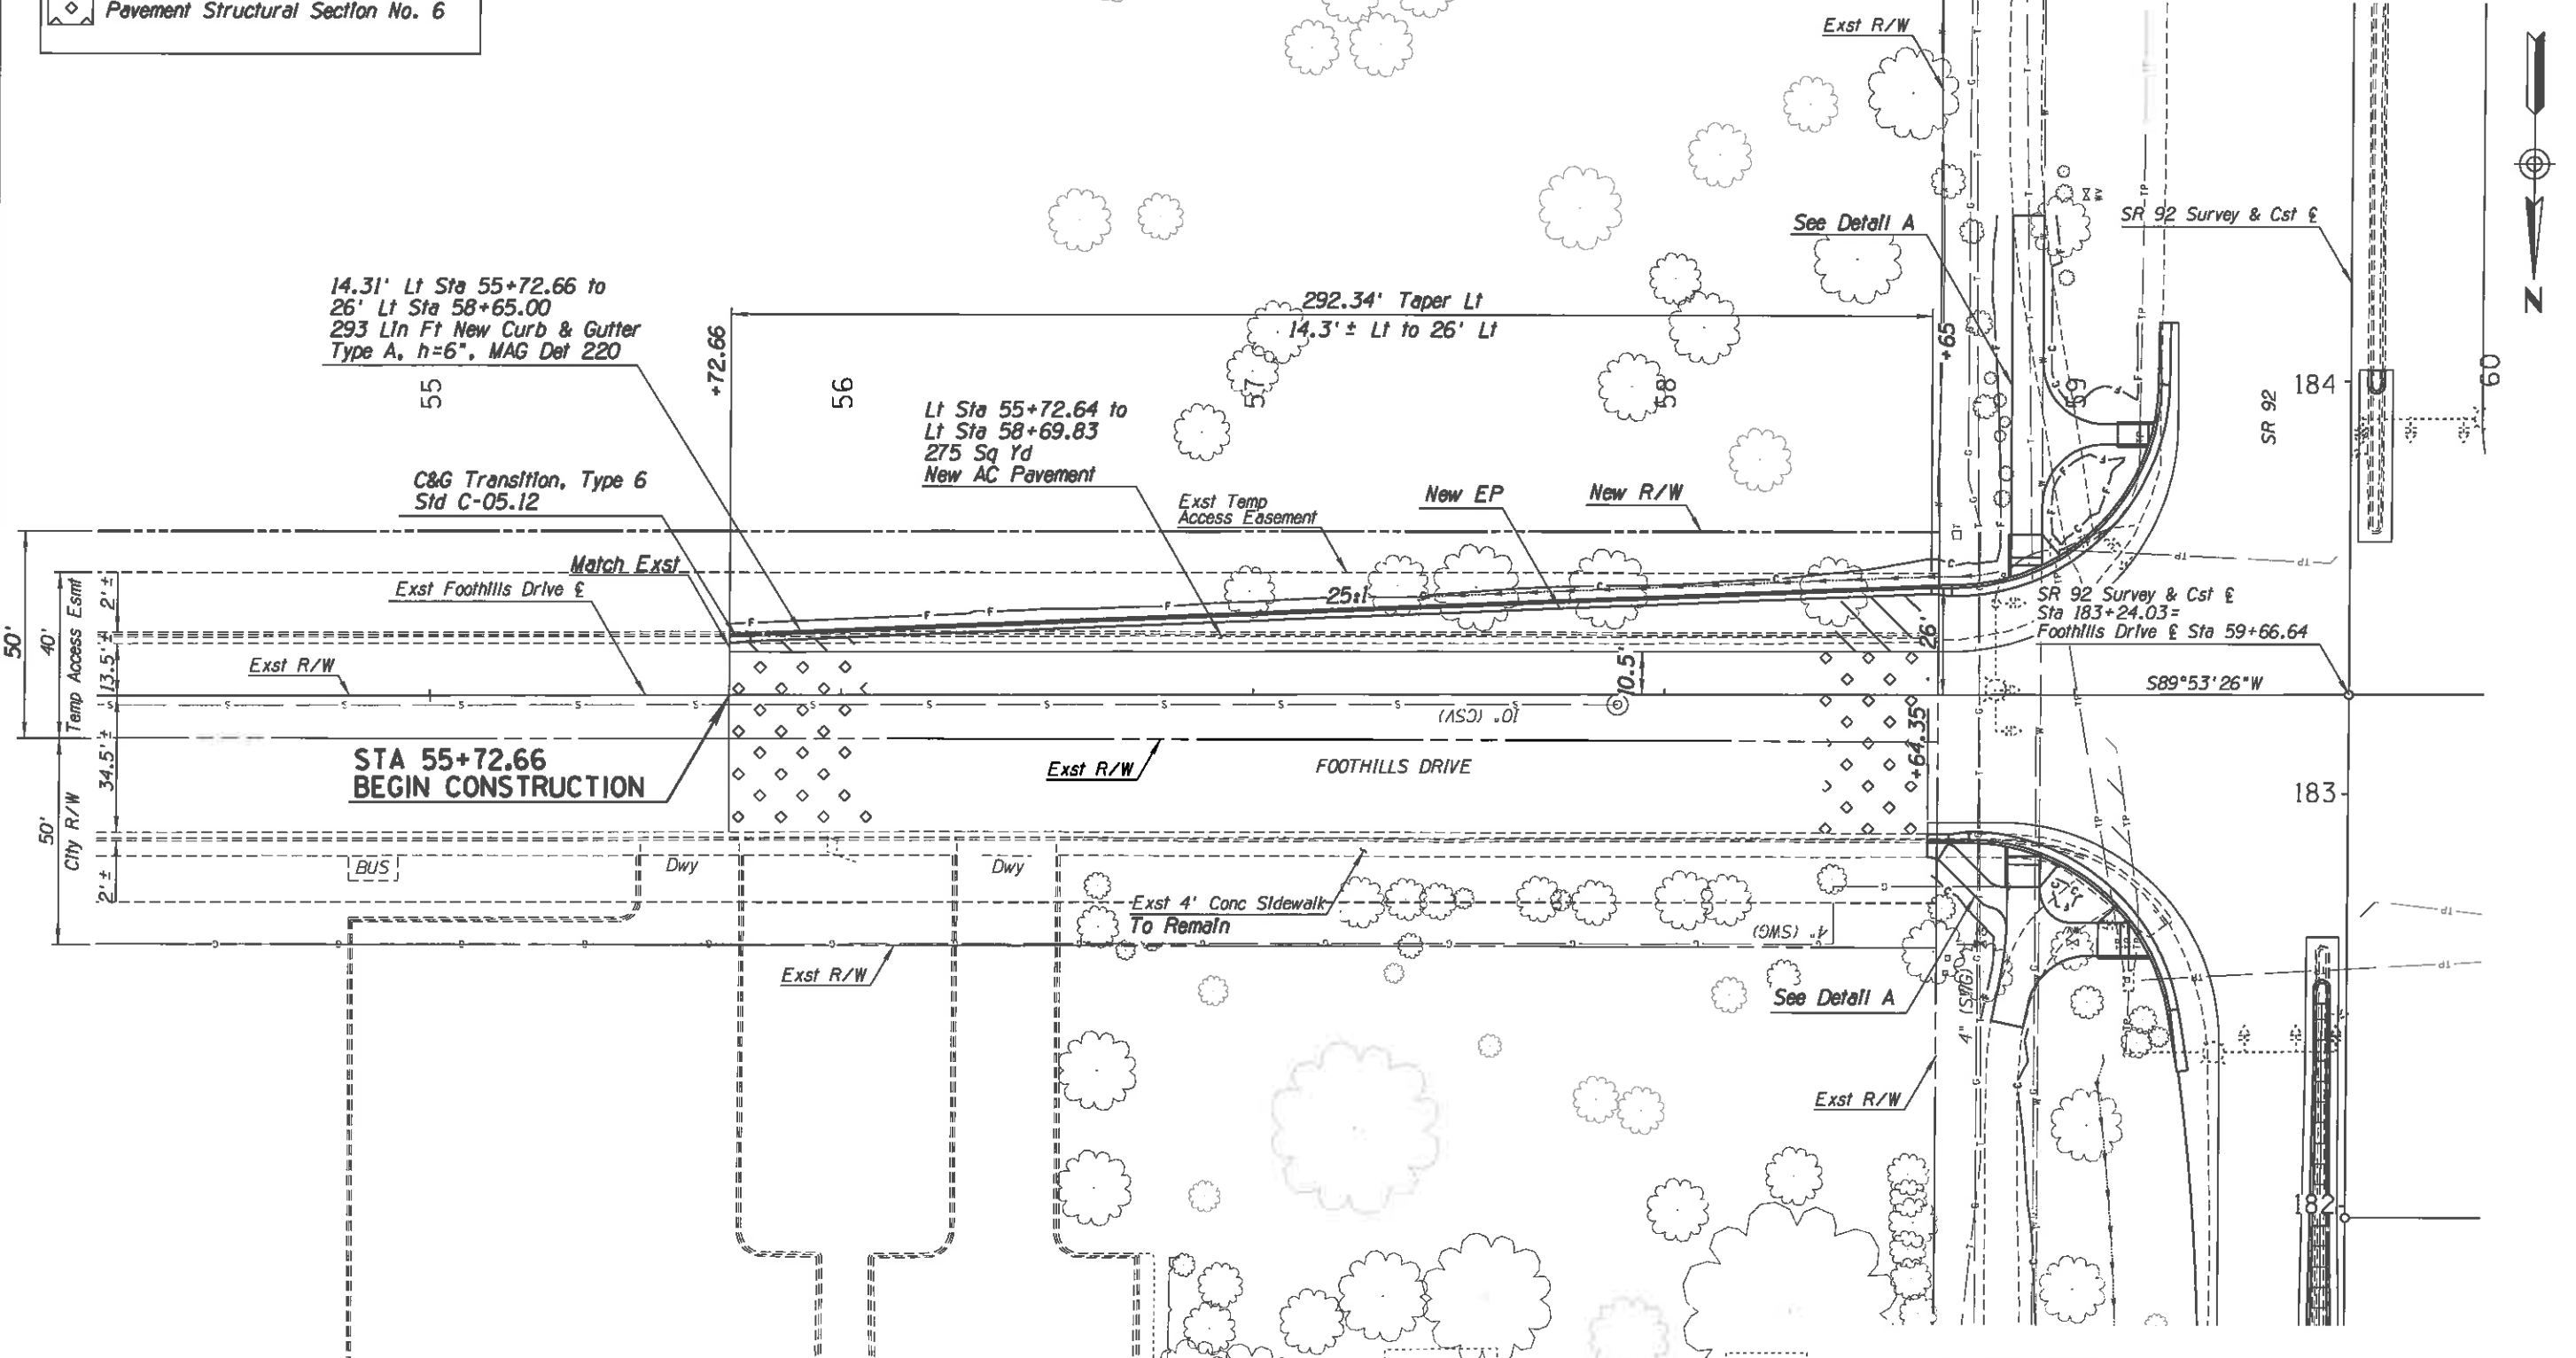 Pavement Structural Section No. 6
Exst R/W
N
See Detail A
SR 92 Survey & Cst ℄
14.31' Lt Sta 55+72.66 to
26' Lt Sta 58+65.00
293 Lin Ft New Curb & Gutter
Type A, h=6", MAG Det 220
292.34' Taper Lt
14.3' ± Lt to 26' Lt
+72.66
+65
55
56
57
58
59
60
184
SR 92
Lt Sta 55+72.64 to
Lt Sta 58+69.83
275 Sq Yd
New AC Pavement
C&G Transition, Type 6
Std C-05.12
Exst Temp
Access Easement
New EP
New R/W
Match Exst
Exst Foothills Drive ℄
25:1
SR 92 Survey & Cst ℄
Sta 183+24.03=
Foothills Drive ℄ Sta 59+66.64
50'
40'
Temp Access Esmt
2' ±
13.5' ±
Exst R/W
26'
10.5'
S89°53'26"W
10" (CSV)
34.5' ±
STA 55+72.66
BEGIN CONSTRUCTION
Exst R/W
FOOTHILLS DRIVE
+64.35
183
50'
City R/W
2' ±
BUS
Dwy
Dwy
Exst 4' Conc Sidewalk
To Remain
4" (SWG)
Exst R/W
See Detail A
4" (SWG)
Exst R/W
182